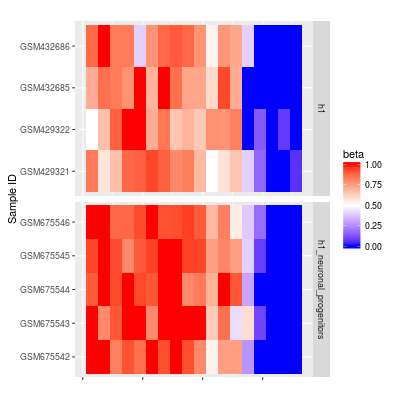 GSM432686
GSM432685
GSM429322
GSM429321
h1
GSM675546
GSM675545
GSM675544
GSM675543
GSM675542
h1_neuronal_progenitors
Sample ID
beta
1.00
0.75
0.50
0.25
0.00